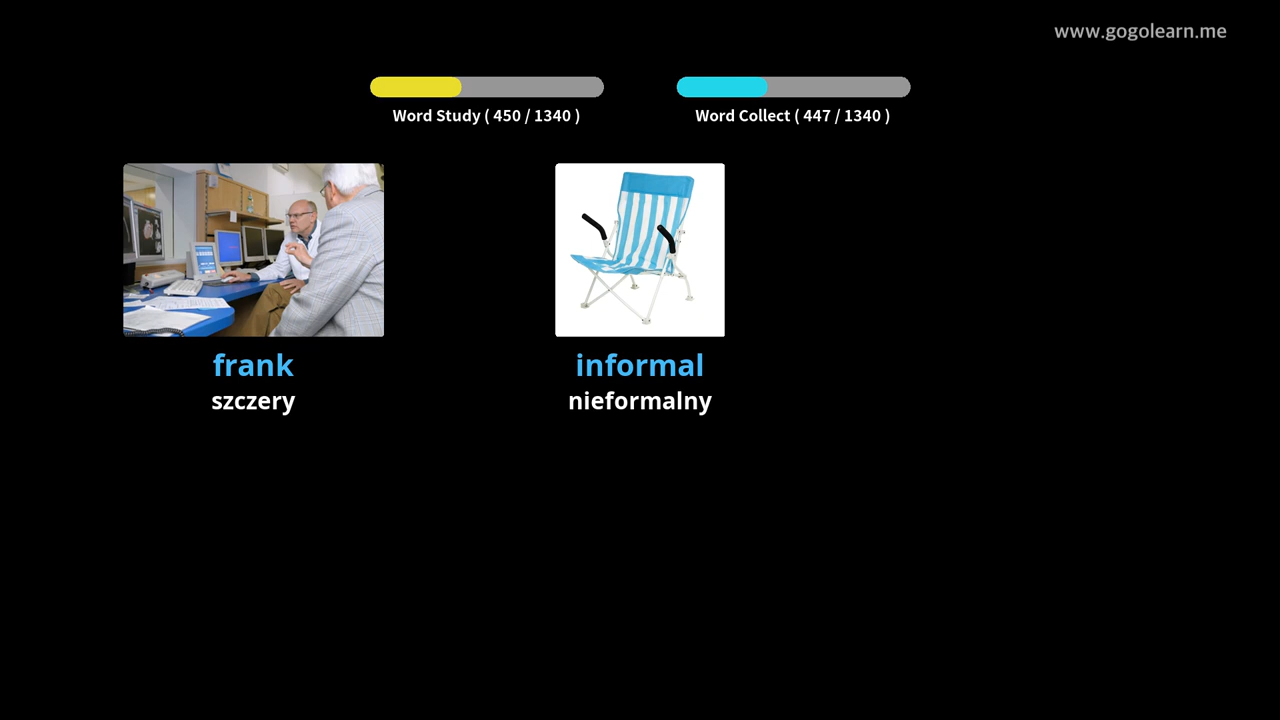 www.gogolearn.me
Word Study ( 450 / 1340 )
Word Collect ( 447 / 1340 )
frank
szczery
informal
nieformalny